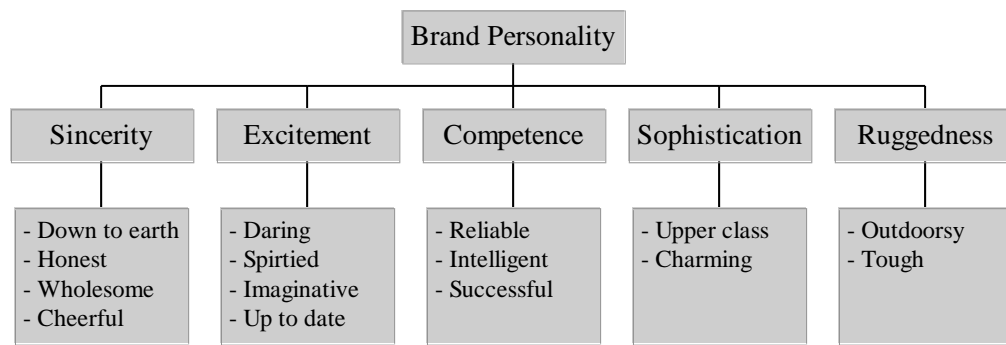 Brand Personality
Sincerity
Excitement
Competence
Sophistication
Ruggedness
- Down to earth
- Honest
- Wholesome
- Cheerful
- Daring
- Spirtied
- Imaginative
- Up to date
- Reliable
- Intelligent
- Successful
- Upper class
- Charming
- Outdoorsy
- Tough